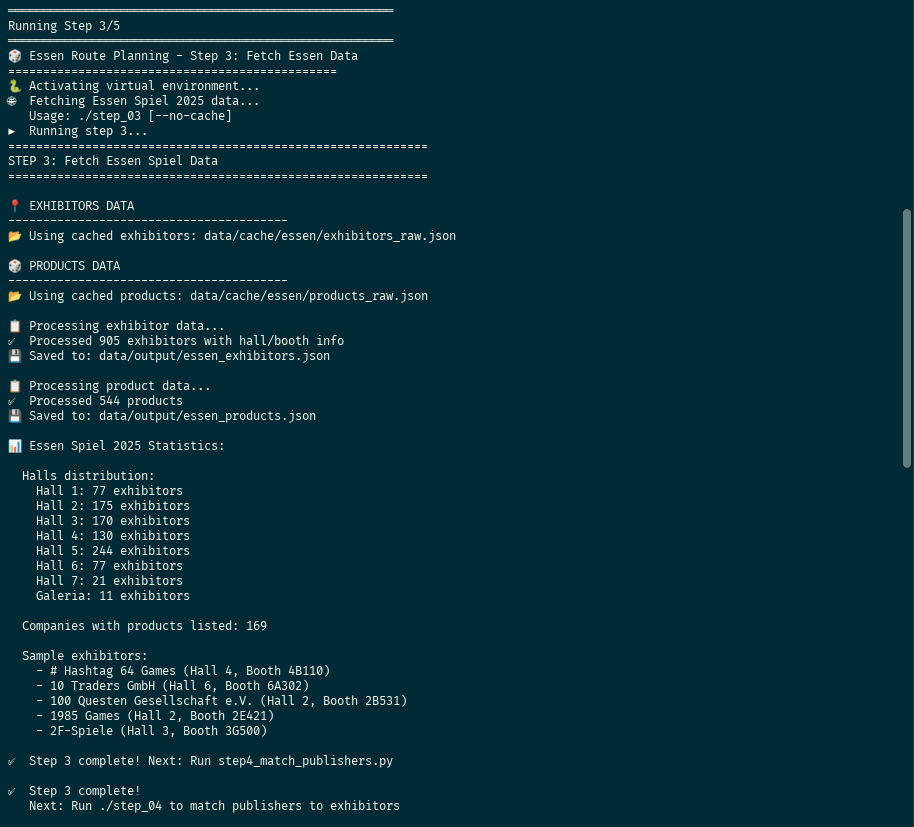 ══════════════════════════════════════════════════════
Running Step 3/5
══════════════════════════════════════════════════════
🎲 Essen Route Planning - Step 3: Fetch Essen Data
===============================================
🐍 Activating virtual environment...
🌐 Fetching Essen Spiel 2025 data...
   Usage: ./step_03 [--no-cache]
▶  Running step 3...
============================================================
STEP 3: Fetch Essen Spiel Data
============================================================

📍 EXHIBITORS DATA
----------------------------------------
📂 Using cached exhibitors: data/cache/essen/exhibitors_raw.json

🎲 PRODUCTS DATA
----------------------------------------
📂 Using cached products: data/cache/essen/products_raw.json

📋 Processing exhibitor data...
✅ Processed 905 exhibitors with hall/booth info
💾 Saved to: data/output/essen_exhibitors.json

📋 Processing product data...
✅ Processed 544 products
💾 Saved to: data/output/essen_products.json

📊 Essen Spiel 2025 Statistics:

  Halls distribution:
    Hall 1: 77 exhibitors
    Hall 2: 175 exhibitors
    Hall 3: 170 exhibitors
    Hall 4: 130 exhibitors
    Hall 5: 244 exhibitors
    Hall 6: 77 exhibitors
    Hall 7: 21 exhibitors
    Galeria: 11 exhibitors

  Companies with products listed: 169

  Sample exhibitors:
    - # Hashtag 64 Games (Hall 4, Booth 4B110)
    - 10 Traders GmbH (Hall 6, Booth 6A302)
    - 100 Questen Gesellschaft e.V. (Hall 2, Booth 2B531)
    - 1985 Games (Hall 2, Booth 2E421)
    - 2F-Spiele (Hall 3, Booth 3G500)

✅ Step 3 complete! Next: Run step4_match_publishers.py

✅ Step 3 complete!
   Next: Run ./step_04 to match publishers to exhibitors